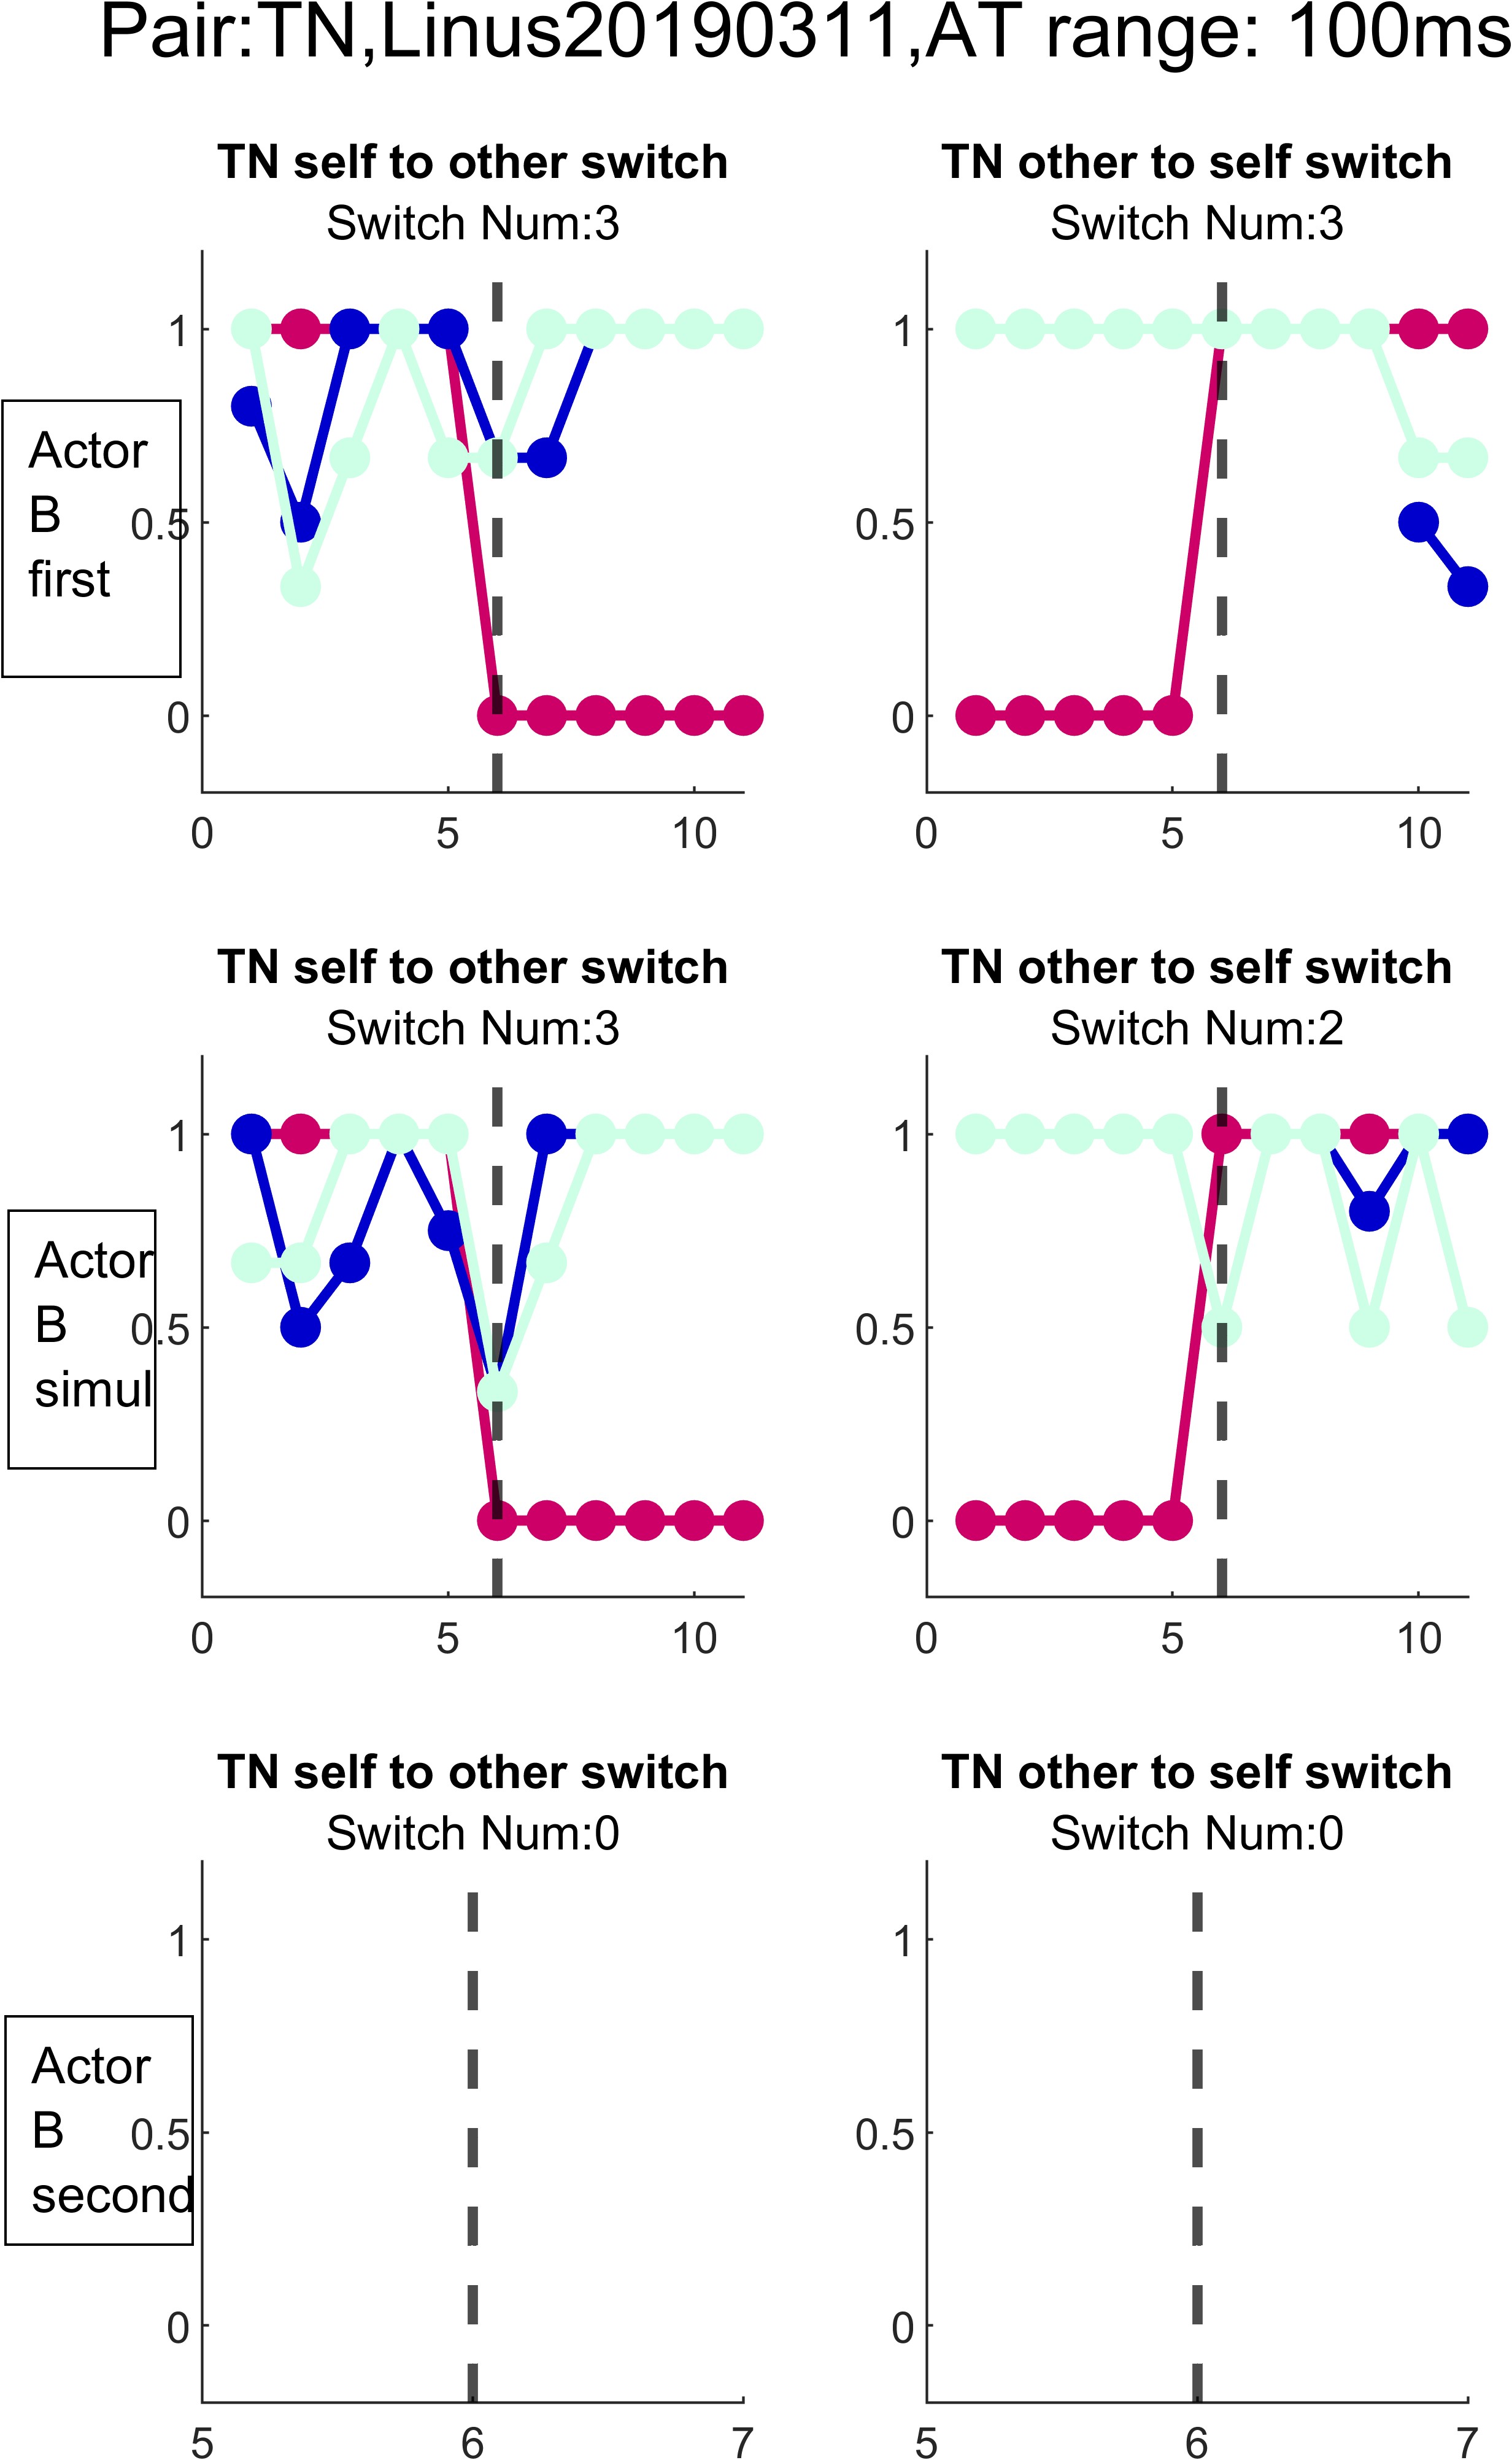 Pair:TN,Linus20190311,AT range: 100ms
TN self to other switch
Switch Num:3
1
0.5
0
0 5 10
TN other to self switch
Switch Num:3
1
0.5
0
0 5 10
Actor
B
first
TN self to other switch
Switch Num:3
1
0.5
0
0 5 10
TN other to self switch
Switch Num:2
1
0.5
0
0 5 10
Actor
B
simul
TN self to other switch
Switch Num:0
1
0.5
0
5 6 7
TN other to self switch
Switch Num:0
1
0.5
0
5 6 7
Actor
B
second